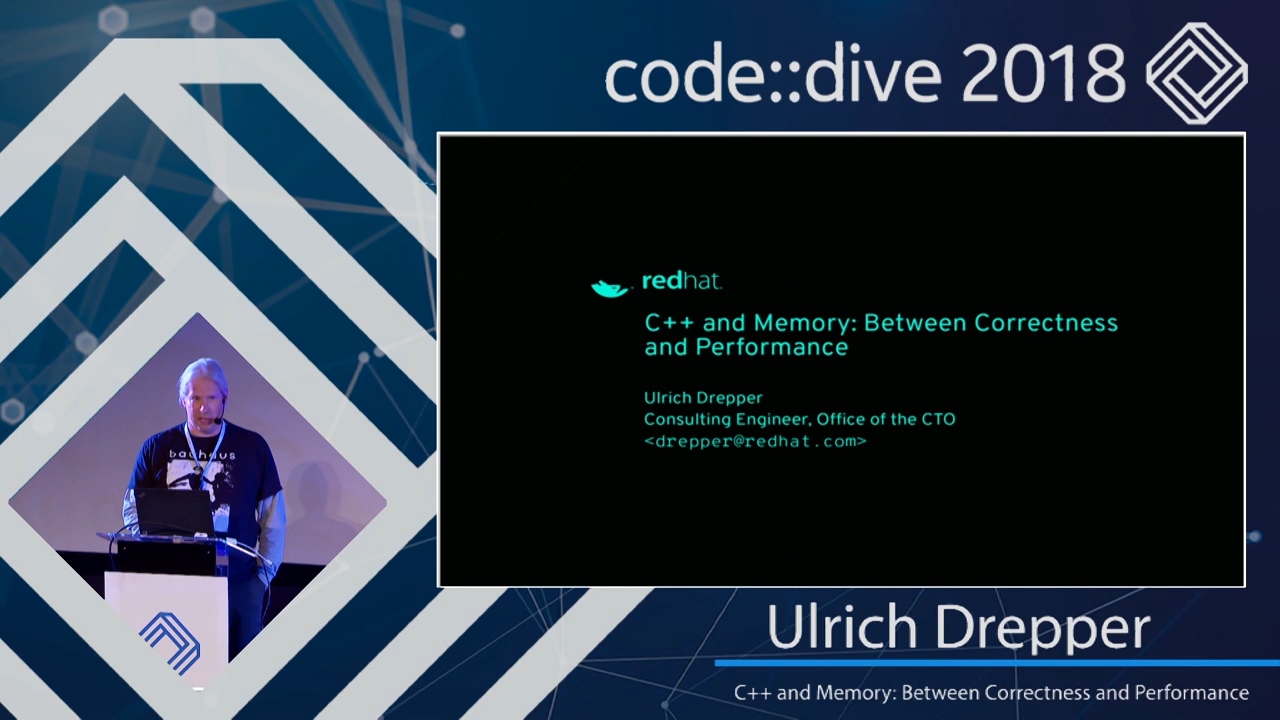 code::dive 2018
redhat.
C++ and Memory: Between Correctness
and Performance
Ulrich Drepper
Consulting Engineer, Office of the CTO
<drepper@redhat.com>
bauhaus
Ulrich Drepper
C++ and Memory: Between Correctness and Performance